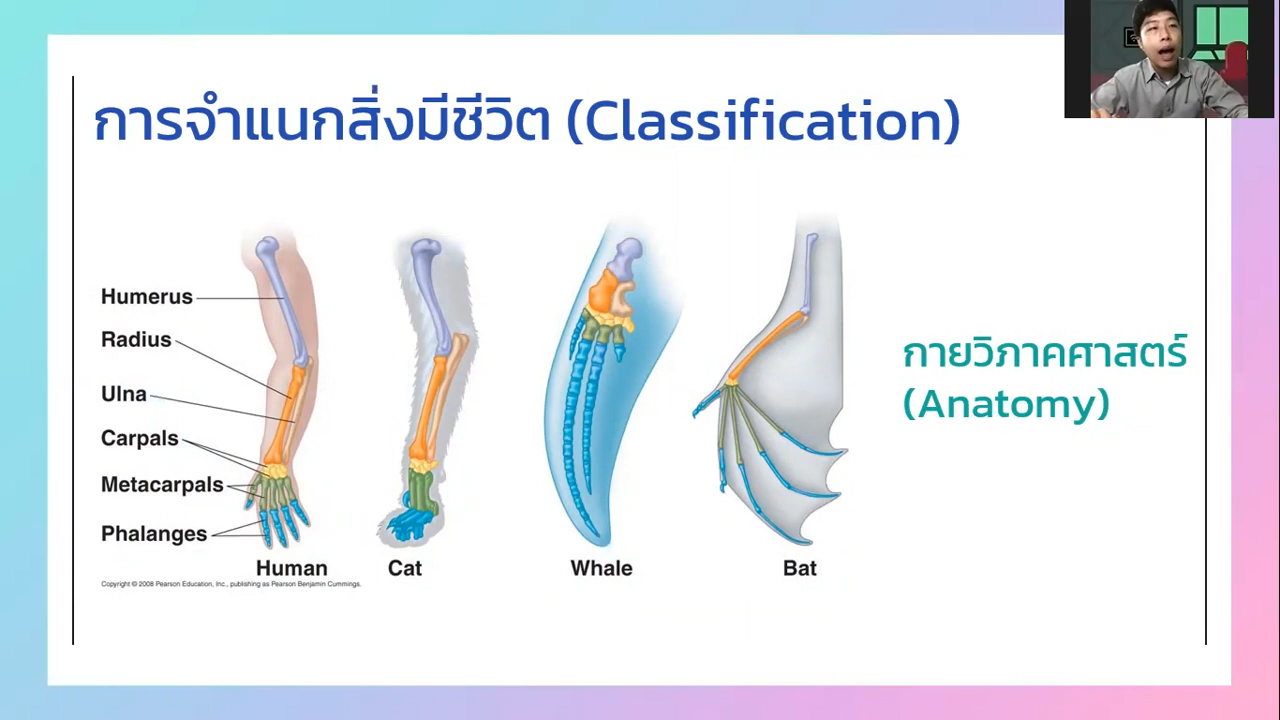 การจำแนกสิ่งมีชีวิต (Classification)
Humerus
Radius
Ulna
Carpals
Metacarpals
Phalanges
Human
Cat
Whale
Bat
Copyright © 2008 Pearson Education, Inc., publishing as Pearson Benjamin Cummings.
กายวิภาคศาสตร์
(Anatomy)